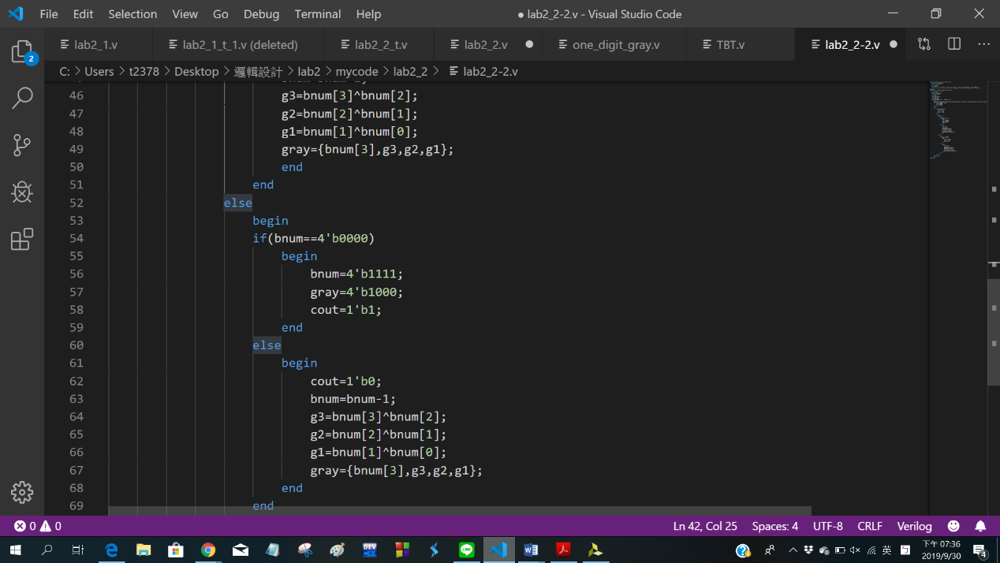 File Edit Selection View Go Debug Terminal Help
● lab2_2-2.v - Visual Studio Code
lab2_1.v lab2_1_t_1.v (deleted) lab2_2_t.v lab2_2.v one_digit_gray.v TBT.v lab2_2-2.v
2
C: > Users > t2378 > Desktop > 邏輯設計 > lab2 > mycode > lab2_2 > lab2_2-2.v
46 g3=bnum[3]^bnum[2];
47 g2=bnum[2]^bnum[1];
48 g1=bnum[1]^bnum[0];
49 gray={bnum[3],g3,g2,g1};
50 end
51 end
52 else
53 begin
54 if(bnum==4'b0000)
55 begin
56 bnum=4'b1111;
57 gray=4'b1000;
58 cout=1'b1;
59 end
60 else
61 begin
62 cout=1'b0;
63 bnum=bnum-1;
64 g3=bnum[3]^bnum[2];
65 g2=bnum[2]^bnum[1];
66 g1=bnum[1]^bnum[0];
67 gray={bnum[3],g3,g2,g1};
68 end
69 end
0 0 Ln 42, Col 25 Spaces: 4 UTF-8 CRLF Verilog
DEV 英 下午 07:36
2019/9/30 4